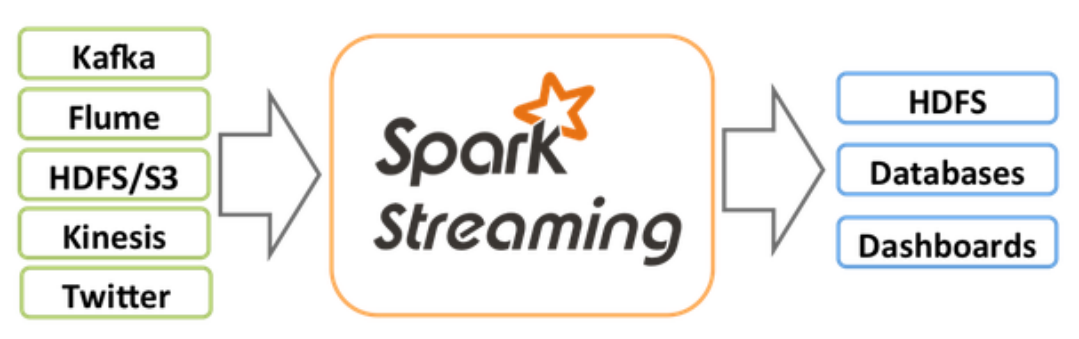 Kafka
Flume
HDFS/S3
Kinesis
Twitter
Spark
Streaming
HDFS
Databases
Dashboards